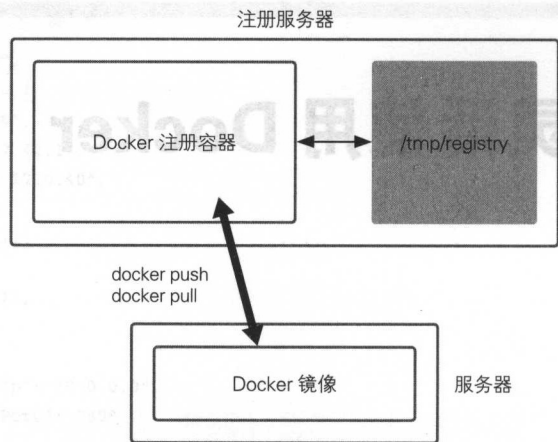 注册服务器
Docker 注册容器
/tmp/registry
docker push
docker pull
Docker 镜像
服务器